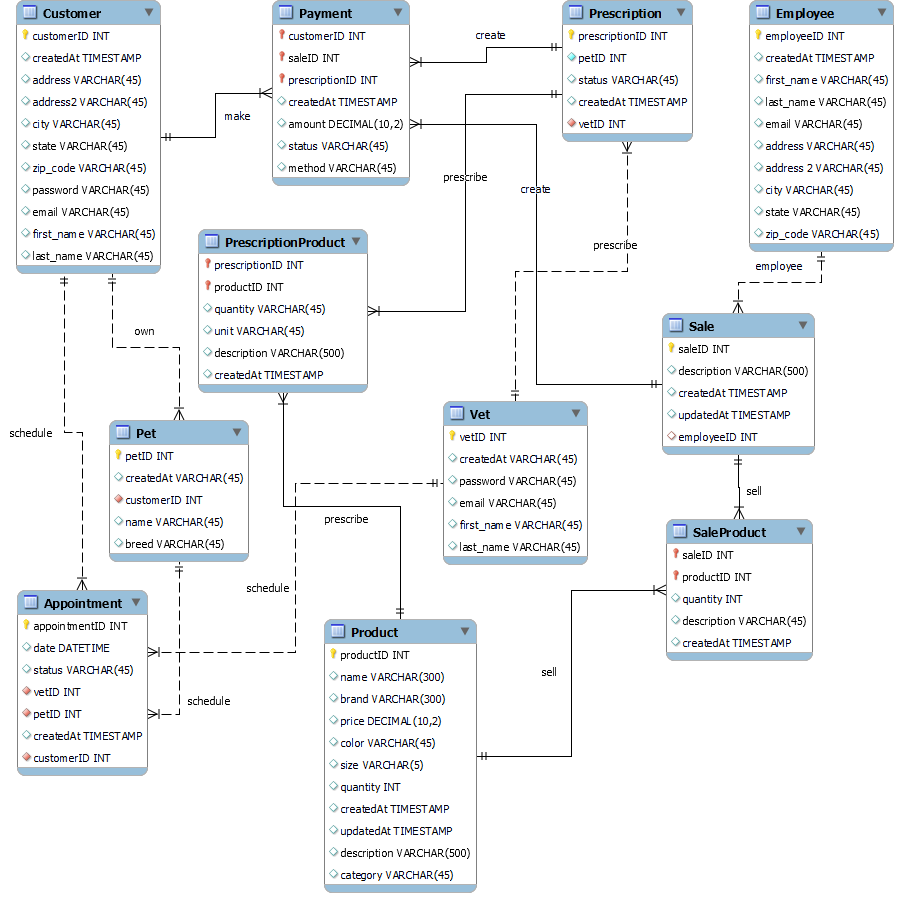 Customer
customerID INT
createdAt TIMESTAMP
address VARCHAR(45)
address2 VARCHAR(45)
city VARCHAR(45)
state VARCHAR(45)
zip_code VARCHAR(45)
password VARCHAR(45)
email VARCHAR(45)
first_name VARCHAR(45)
last_name VARCHAR(45)
make
Payment
customerID INT
saleID INT
prescriptionID INT
createdAt TIMESTAMP
amount DECIMAL(10,2)
status VARCHAR(45)
method VARCHAR(45)
create
prescribe
create
Prescription
prescriptionID INT
petID INT
status VARCHAR(45)
createdAt TIMESTAMP
vetID INT
prescribe
Employee
employeeID INT
createdAt TIMESTAMP
first_name VARCHAR(45)
last_name VARCHAR(45)
email VARCHAR(45)
address VARCHAR(45)
address 2 VARCHAR(45)
city VARCHAR(45)
state VARCHAR(45)
zip_code VARCHAR(45)
employee
PrescriptionProduct
prescriptionID INT
productID INT
quantity VARCHAR(45)
unit VARCHAR(45)
description VARCHAR(500)
createdAt TIMESTAMP
Sale
saleID INT
description VARCHAR(500)
createdAt TIMESTAMP
updatedAt TIMESTAMP
employeeID INT
own
schedule
Pet
petID INT
createdAt VARCHAR(45)
customerID INT
name VARCHAR(45)
breed VARCHAR(45)
Vet
vetID INT
createdAt VARCHAR(45)
password VARCHAR(45)
email VARCHAR(45)
first_name VARCHAR(45)
last_name VARCHAR(45)
sell
prescribe
schedule
SaleProduct
saleID INT
productID INT
quantity INT
description VARCHAR(45)
createdAt TIMESTAMP
Appointment
appointmentID INT
date DATETIME
status VARCHAR(45)
vetID INT
petID INT
createdAt TIMESTAMP
customerID INT
schedule
Product
productID INT
name VARCHAR(300)
brand VARCHAR(300)
price DECIMAL(10,2)
color VARCHAR(45)
size VARCHAR(5)
quantity INT
createdAt TIMESTAMP
updatedAt TIMESTAMP
description VARCHAR(500)
category VARCHAR(45)
sell